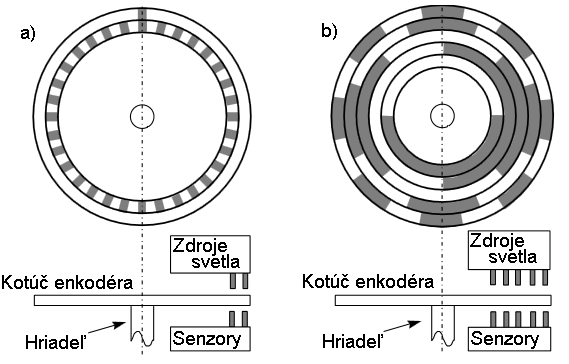 a)
Zdroje
svetla
Kotúč enkodéra
Hriadeľ
Senzory
b)
Zdroje
svetla
Kotúč enkodéra
Hriadeľ
Senzory